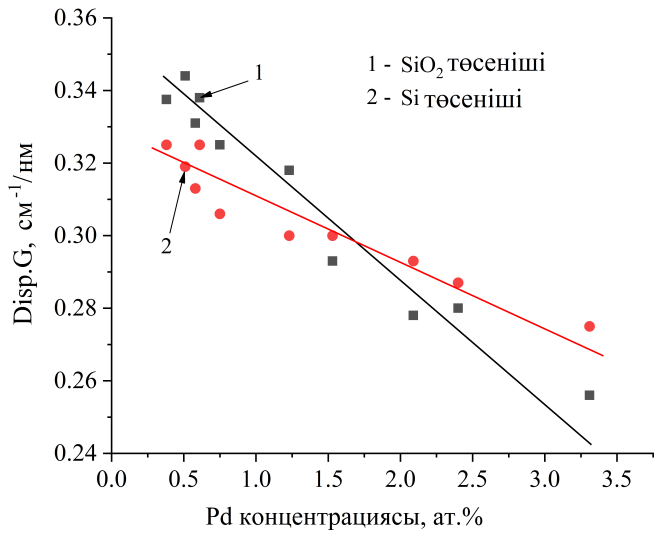 0.36
0.34
0.32
0.30
0.28
0.26
0.24
0.0 0.5 1.0 1.5 2.0 2.5 3.0 3.5
Disp.G, см⁻¹/нм
Pd концентрациясы, ат.%
1
2
1 - SiO₂ төсеніші
2 - Si төсеніші